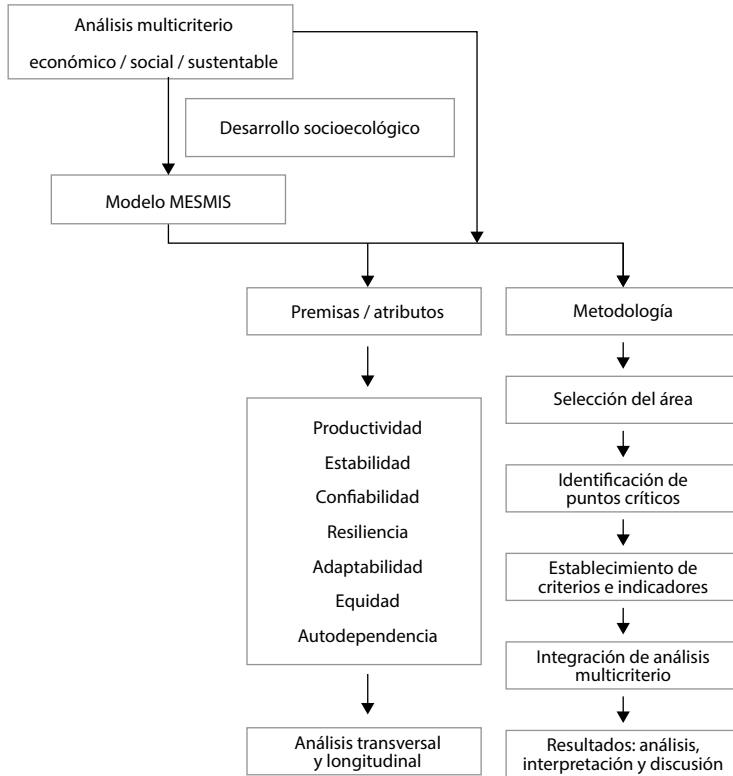 Análisis multicriterio
económico / social / sustentable
Desarrollo socioecológico
Modelo MESMIS
Premisas / atributos
Productividad
Estabilidad
Confiabilidad
Resiliencia
Adaptabilidad
Equidad
Autodependencia
Análisis transversal
y longitudinal
Metodología
Selección del área
Identificación de
puntos críticos
Establecimiento de
criterios e indicadores
Integración de análisis
multicriterio
Resultados: análisis,
interpretación y discusión